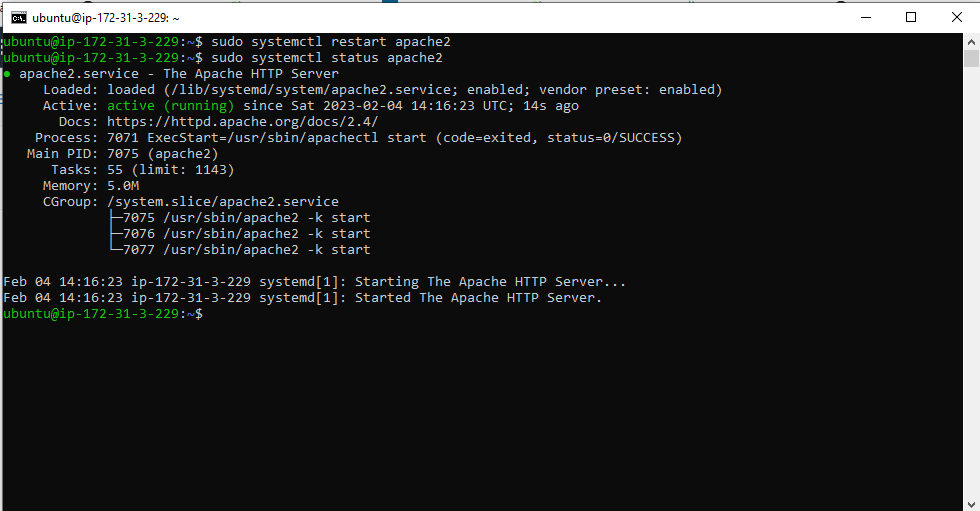 ubuntu@ip-172-31-3-229: ~
ubuntu@ip-172-31-3-229:~$ sudo systemctl restart apache2
ubuntu@ip-172-31-3-229:~$ sudo systemctl status apache2
● apache2.service - The Apache HTTP Server
     Loaded: loaded (/lib/systemd/system/apache2.service; enabled; vendor preset: enabled)
     Active: active (running) since Sat 2023-02-04 14:16:23 UTC; 14s ago
       Docs: https://httpd.apache.org/docs/2.4/
    Process: 7071 ExecStart=/usr/sbin/apachectl start (code=exited, status=0/SUCCESS)
   Main PID: 7075 (apache2)
      Tasks: 55 (limit: 1143)
     Memory: 5.0M
     CGroup: /system.slice/apache2.service
             ├─7075 /usr/sbin/apache2 -k start
             ├─7076 /usr/sbin/apache2 -k start
             └─7077 /usr/sbin/apache2 -k start
Feb 04 14:16:23 ip-172-31-3-229 systemd[1]: Starting The Apache HTTP Server...
Feb 04 14:16:23 ip-172-31-3-229 systemd[1]: Started The Apache HTTP Server.
ubuntu@ip-172-31-3-229:~$